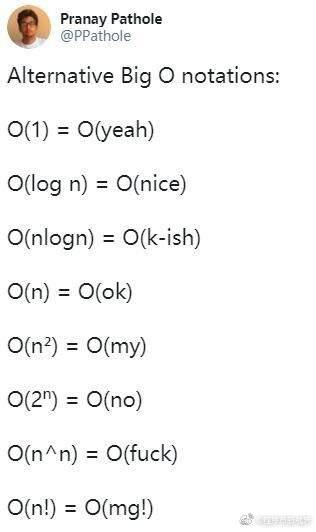 Pranay Pathole
@PPathole
Alternative Big O notations:
O(1) = O(yeah)
O(log n) = O(nice)
O(nlogn) = O(k-ish)
O(n) = O(ok)
O(n²) = O(my)
O(2ⁿ) = O(no)
O(n^n) = O(fuck)
O(n!) = O(mg!)